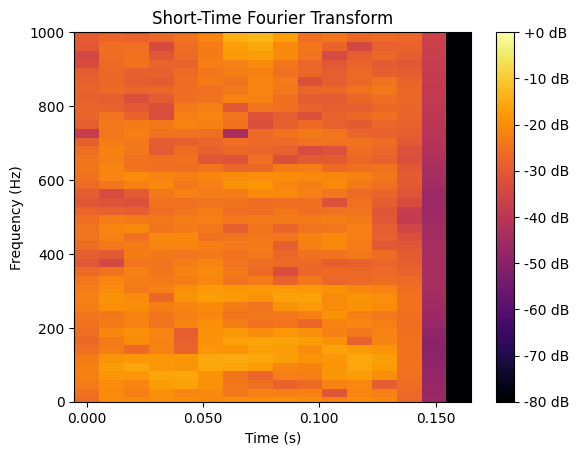 Short-Time Fourier Transform
Frequency (Hz)
1000
800
600
400
200
0
0.000
0.050
0.100
0.150
Time (s)
+0 dB
-10 dB
-20 dB
-30 dB
-40 dB
-50 dB
-60 dB
-70 dB
-80 dB